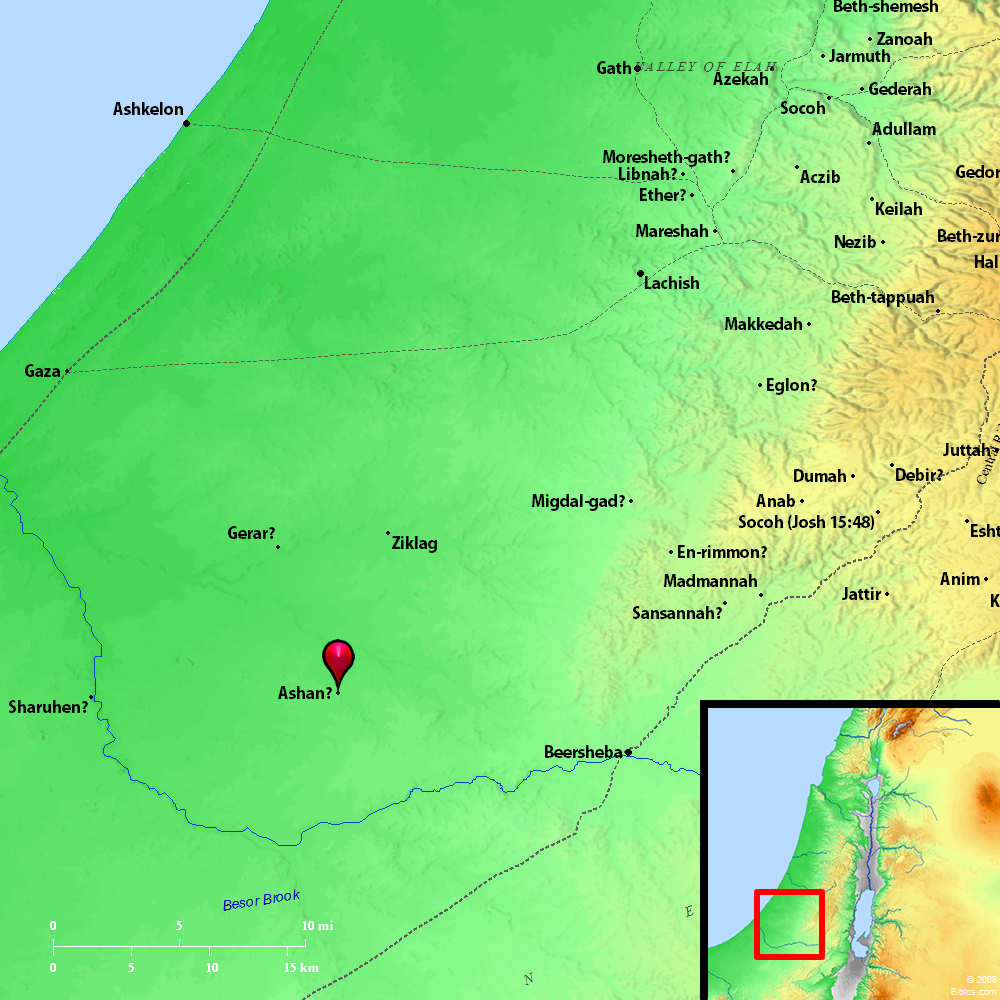 Beth-shemesh
Zanoah
Jarmuth
Gath
VALLEY OF ELAH
Azekah
Gederah
Socoh
Ashkelon
Adullam
Moresheth-gath?
Libnah?
Aczib
Gedor
Ether?
Keilah
Mareshah
Nezib
Beth-zur
Hal
Lachish
Beth-tappuah
Makkedah
Gaza
Eglon?
Juttah
Central R
Dumah
Debir?
Migdal-gad?
Anab
Socoh (Josh 15:48)
Esht
Gerar?
Ziklag
En-rimmon?
Madmannah
Anim
Jattir
K
Sansannah?
Ashan?
Sharuhen?
Beersheba
Besor Brook
E
N
0 5 10 mi
0 5 10 15 km
© 2008
Biblos.com